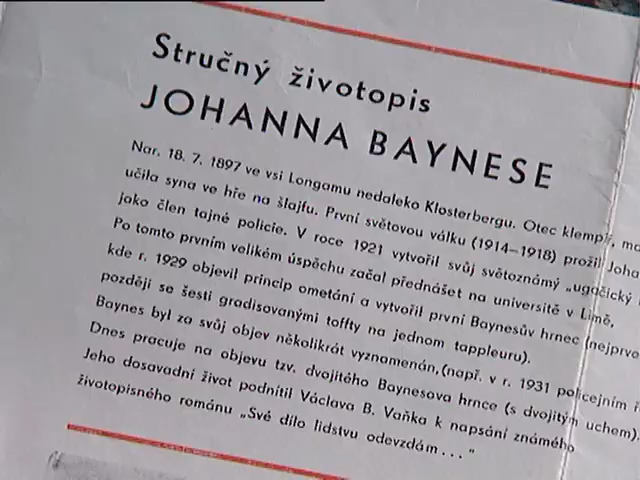 Stručný životopis
JOHANNA BAYNESE
Nar. 18. 7. 1897 ve vsi Longamu nedaleko Klosterbergu. Otec klempíř,
učila syna ve hře na šlajfu. První světovou válku (1914–1918) prožil
jako člen tajné policie. V roce 1921 vytvořil svůj světoznámý „ugačický
Po tomto prvním velikém úspěchu začal přednášet na universitě v Limě,
kde r. 1929 objevil princip ometání a vytvořil první Baynesův hrnec (nejprve
později se šesti gradisovanými toffty na jednom tappleuru).
Baynes byl za svůj objev několikrát vyznamenán, (např. v r. 1931 policejním
Dnes pracuje na objevu tzv. dvojitého Baynesova hrnce (s dvojitým uchem).
Jeho dosavadní život podnítil Václava B. Vaňka k napsání známého
životopisného románu „Své dílo lidstvu odevzdám . . . "